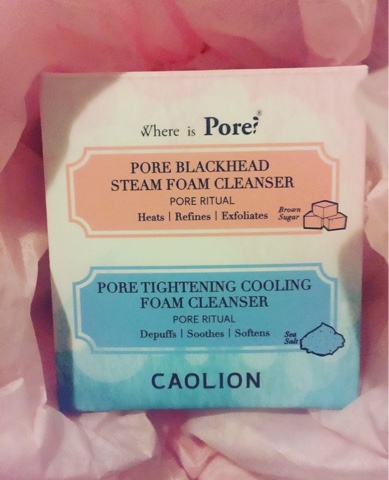 Where is Pore?®
PORE BLACKHEAD
STEAM FOAM CLEANSER
PORE RITUAL
Heats | Refines | Exfoliates
Brown
Sugar
PORE TIGHTENING COOLING
FOAM CLEANSER
PORE RITUAL
Depuffs | Soothes | Softens
Sea
Salt
CAOLION